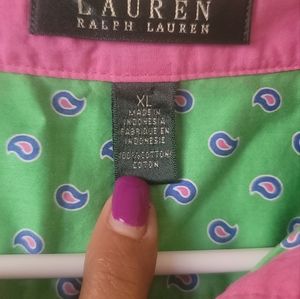 LAUREN
RALPH LAUREN
XL
MADE IN
INDONESIA
FABRIQUE EN
INDONESIE
100% COTTON
COTON